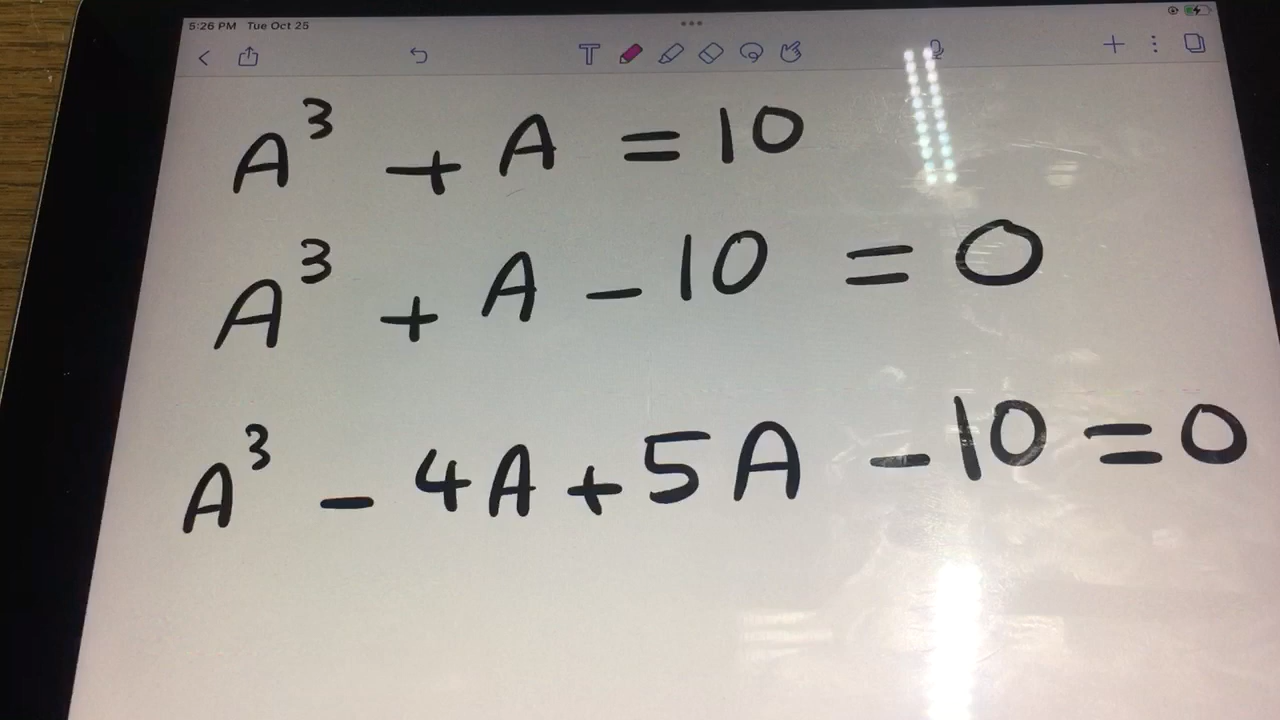 5:26 PM Tue Oct 25
A³ + A = 10
A³ + A - 10 = 0
A³ - 4A + 5A - 10 = 0